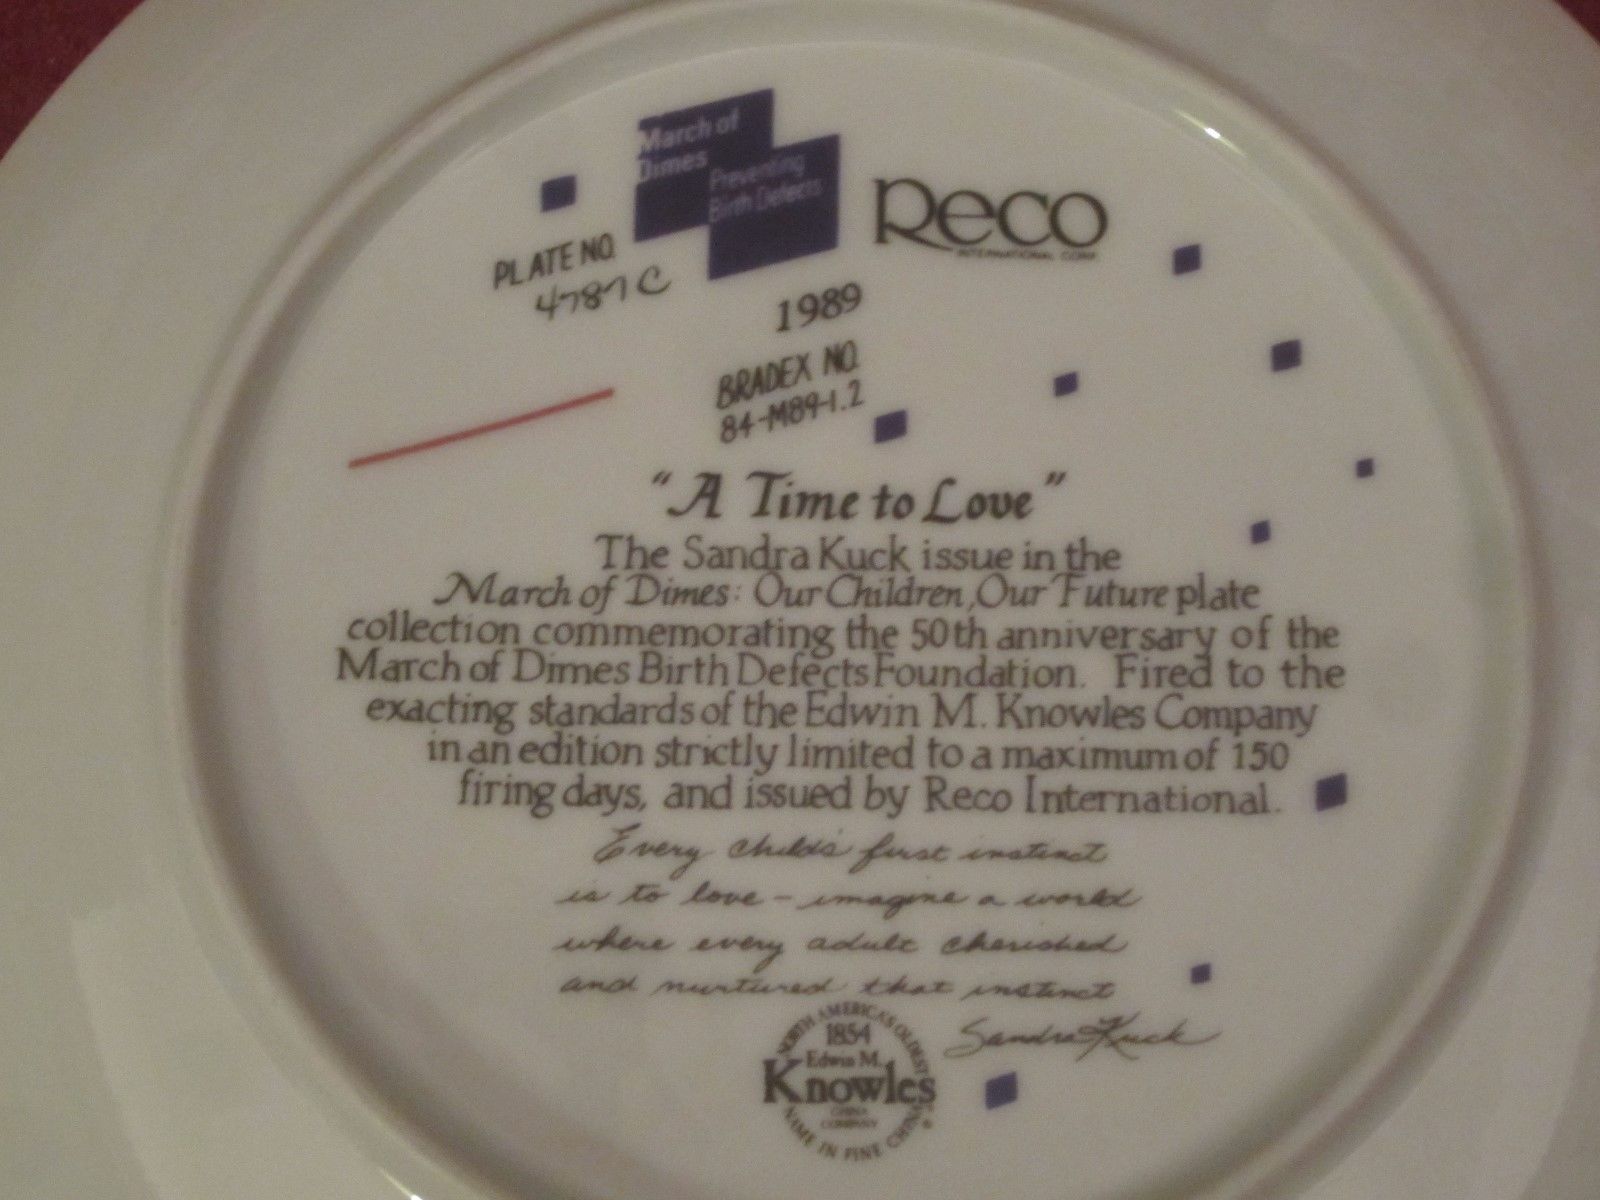 March of
Dimes
Preventing
Birth Defects
Reco
INTERNATIONAL CORP.
PLATE NO.
4787 C
1989
BRADEX NO.
84-M89-1.2
"A Time to Love"
The Sandra Kuck issue in the
March of Dimes: Our Children, Our Future plate
collection commemorating the 50th anniversary of the
March of Dimes Birth Defects Foundation. Fired to the
exacting standards of the Edwin M. Knowles Company
in an edition strictly limited to a maximum of 150
firing days, and issued by Reco International.
Every child's first instinct
is to love - imagine a world
where every adult cherished
and nurtured that instinct
Sandra Kuck
NORTH AMERICA'S OLDEST
1854
Edwin M.
Knowles
CHINA
COMPANY
NAME IN FINE CHINA
®